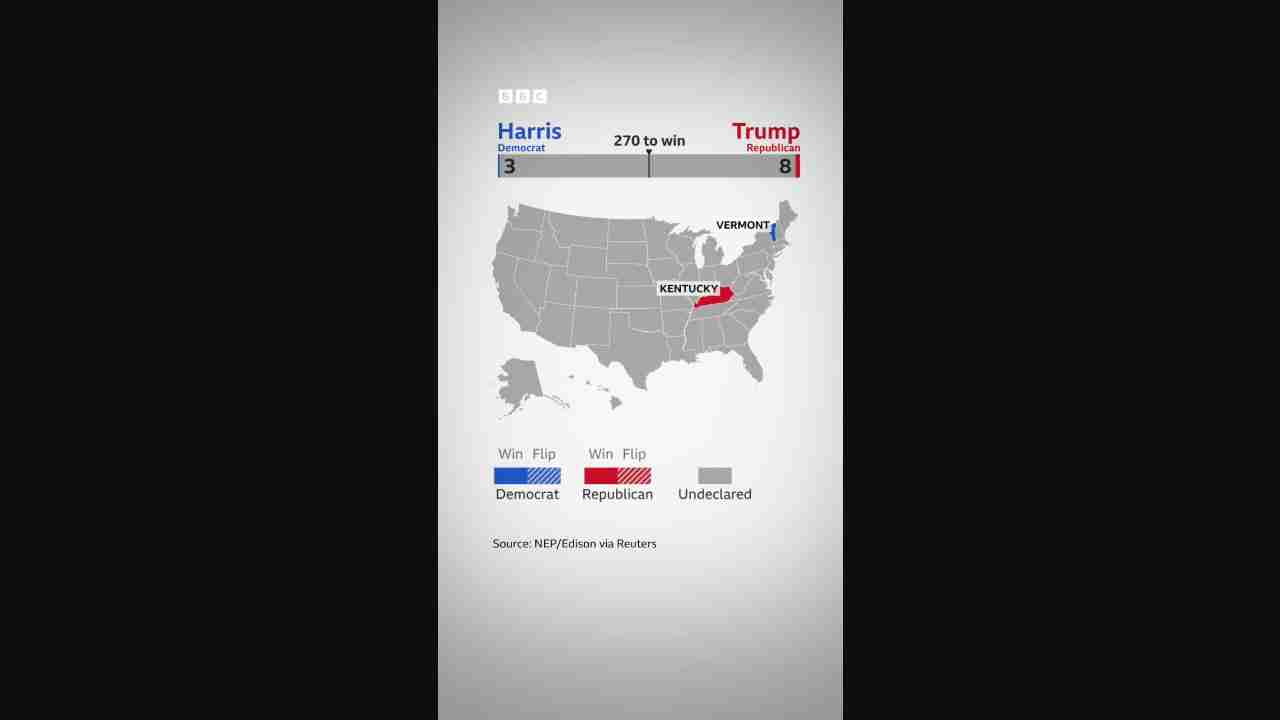 BBC
Harris
Democrat
270 to win
Trump
Republican
3
8
VERMONT
KENTUCKY
Win Flip
Win Flip
Democrat
Republican
Undeclared
Source: NEP/Edison via Reuters